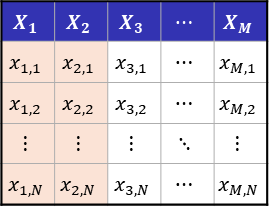 X₁ X₂ X₃ ⋯ X_M
x₁,₁ x₂,₁ x₃,₁ ⋯ x_M,₁
x₁,₂ x₂,₂ x₃,₂ ⋯ x_M,₂
⋮ ⋮ ⋮ ⋱ ⋮
x₁,N x₂,N x₃,N ⋯ x_M,N